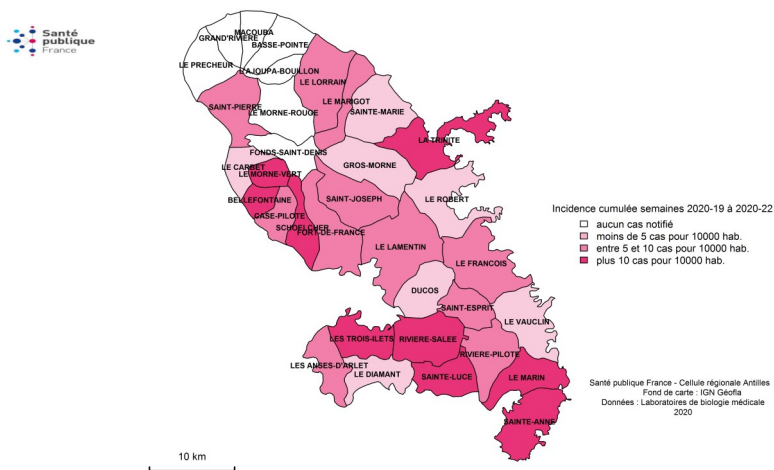 Santé
publique
France
MACOUBA
GRAND'RIVIERE
BASSE-POINTE
LE PRECHEUR
L'AJOUPA-BOUILLON
LE LORRAIN
LE MARIGOT
SAINT-PIERRE
LE MORNE-ROUGE
SAINTE-MARIE
LA TRINITE
FONDS-SAINT-DENIS
LE CARBET
LE MORNE-VERT
GROS-MORNE
BELLEFONTAINE
SAINT-JOSEPH
LE ROBERT
CASE-PILOTE
SCHOELCHER
FORT-DE-FRANCE
LE LAMENTIN
LE FRANCOIS
DUCOS
SAINT-ESPRIT
LE VAUCLIN
LES TROIS-ILETS
RIVIERE-SALEE
RIVIERE-PILOTE
LES ANSES-D'ARLET
LE DIAMANT
SAINTE-LUCE
LE MARIN
SAINTE-ANNE
Incidence cumulée semaines 2020-19 à 2020-22
aucun cas notifié
moins de 5 cas pour 10000 hab.
entre 5 et 10 cas pour 10000 hab.
plus 10 cas pour 10000 hab.
Santé publique France - Cellule régionale Antilles
Fond de carte : IGN Géofla
Données : Laboratoires de biologie médicale
2020
10 km